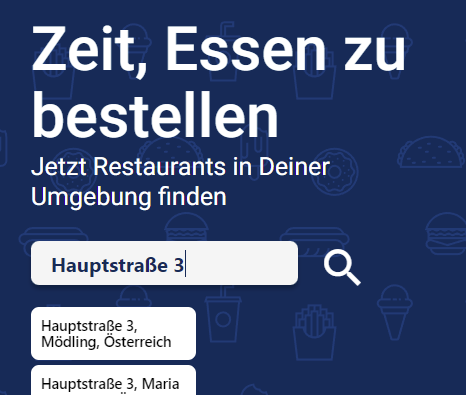 Zeit, Essen zu
bestellen
Jetzt Restaurants in Deiner
Umgebung finden
Hauptstraße 3
Hauptstraße 3,
Mödling, Österreich
Hauptstraße 3, Maria